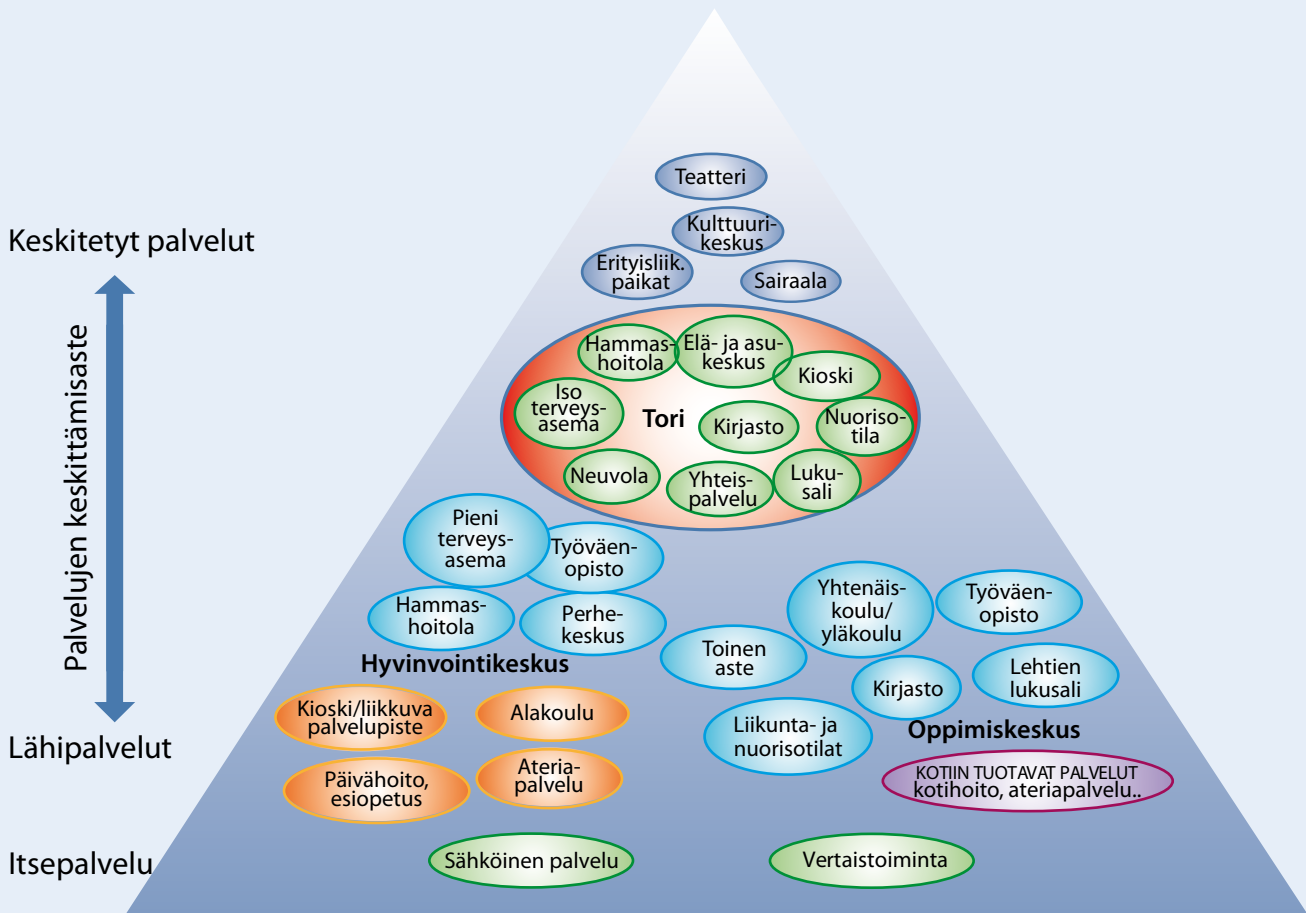 Teatteri
Kulttuuri-
keskus
Keskitetyt palvelut
Erityisliik.
paikat
Sairaala
Palvelujen keskittämisaste
Hammas-
hoitola
Elä- ja asu-
keskus
Kioski
Iso
terveys-
asema
Tori
Kirjasto
Nuoriso-
tila
Neuvola
Yhteis-
palvelu
Luku-
sali
Pieni
terveys-
asema
Työväen-
opisto
Hammas-
hoitola
Perhe-
keskus
Hyvinvointikeskus
Yhtenäis-
koulu/
yläkoulu
Työväen-
opisto
Toinen
aste
Kirjasto
Lehtien
lukusali
Liikunta- ja
nuorisotilat
Oppimiskeskus
Kioski/liikkuva
palvelupiste
Alakoulu
Lähipalvelut
Päivähoito,
esiopetus
Ateria-
palvelu
KOTIIN TUOTAVAT PALVELUT
kotihoito, ateriapalvelu..
Itsepalvelu
Sähköinen palvelu
Vertaistoiminta